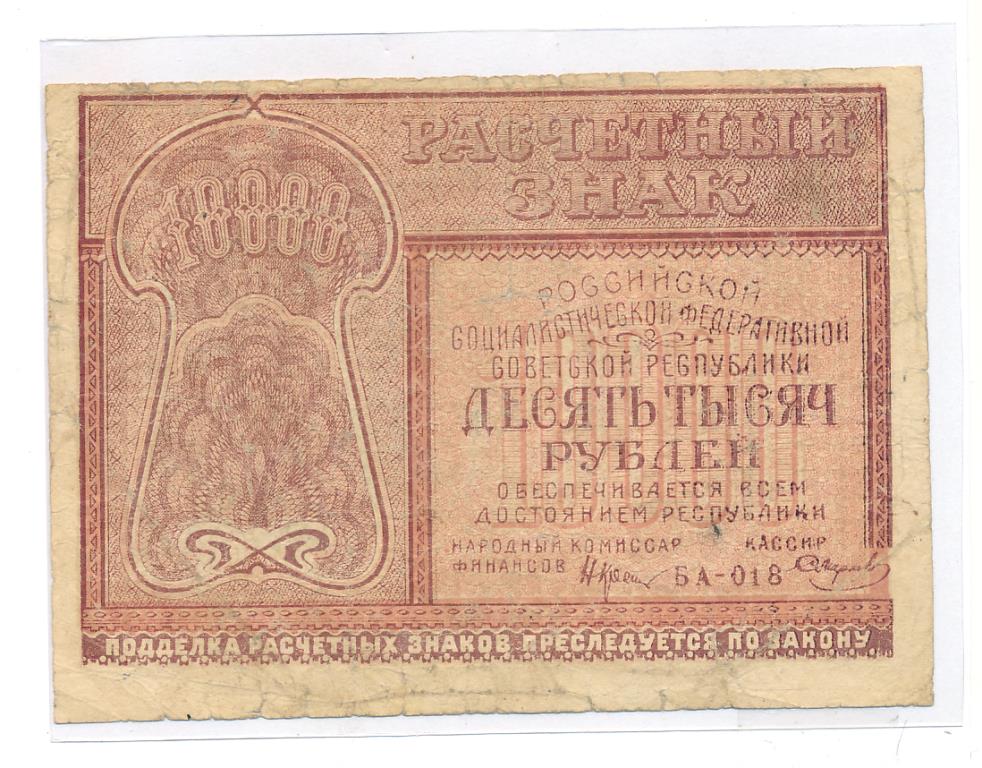 РАСЧЕТНЫЙ
ЗНАК
10000
10000
РОССИЙСКОЙ
СОЦИАЛИСТИЧЕСКОЙ ФЕДЕРАТИВНОЙ
СОВЕТСКОЙ РЕСПУБЛИКИ
ДЕСЯТЬ ТЫСЯЧ
РУБЛЕЙ
ОБЕСПЕЧИВАЕТСЯ ВСЕМ
ДОСТОЯНИЕМ РЕСПУБЛИКИ
НАРОДНЫЙ КОМИССАР КАССИР
ФИНАНСОВ БА-018
ПОДДЕЛКА РАСЧЕТНЫХ ЗНАКОВ ПРЕСЛЕДУЕТСЯ ПО ЗАКОНУ.